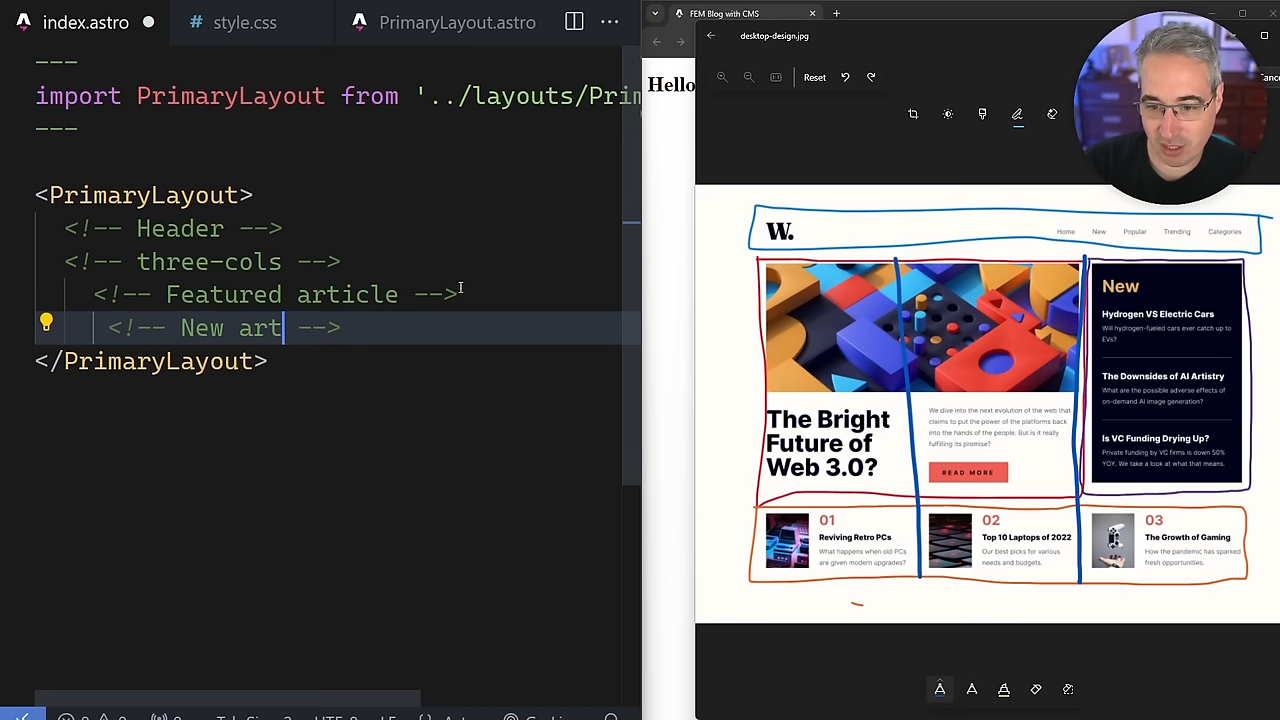 index.astro
# style.css
PrimaryLayout.astro
---
import PrimaryLayout from '../layouts/Prim
---
<PrimaryLayout>
<!-- Header -->
<!-- three-cols -->
<!-- Featured article -->
<!-- New art -->
</PrimaryLayout>
FEM Blog with CMS
desktop-design.jpg
Reset
Hello
W.
Home New Popular Trending Categories
The Bright
Future of
Web 3.0?
We dive into the next evolution of the web that
claims to put the power of the platforms back
into the hands of the people. But is it really
fulfilling its promise?
READ MORE
New
Hydrogen VS Electric Cars
Will hydrogen-fueled cars ever catch up to
EVs?
The Downsides of AI Artistry
What are the possible adverse effects of
on-demand AI image generation?
Is VC Funding Drying Up?
Private funding by VC firms is down 50%
YOY. We take a look at what that means.
01
Reviving Retro PCs
What happens when old PCs
are given modern upgrades?
02
Top 10 Laptops of 2022
Our best picks for various
needs and budgets.
03
The Growth of Gaming
How the pandemic has sparked
fresh opportunities.